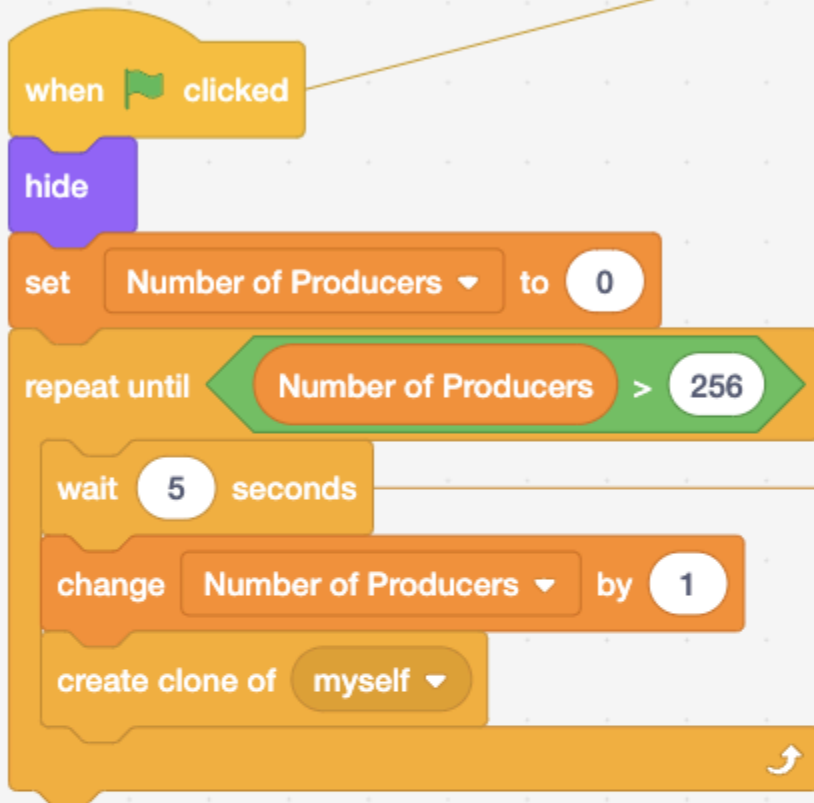 when clicked
hide
set Number of Producers to 0
repeat until Number of Producers > 256
wait 5 seconds
change Number of Producers by 1
create clone of myself